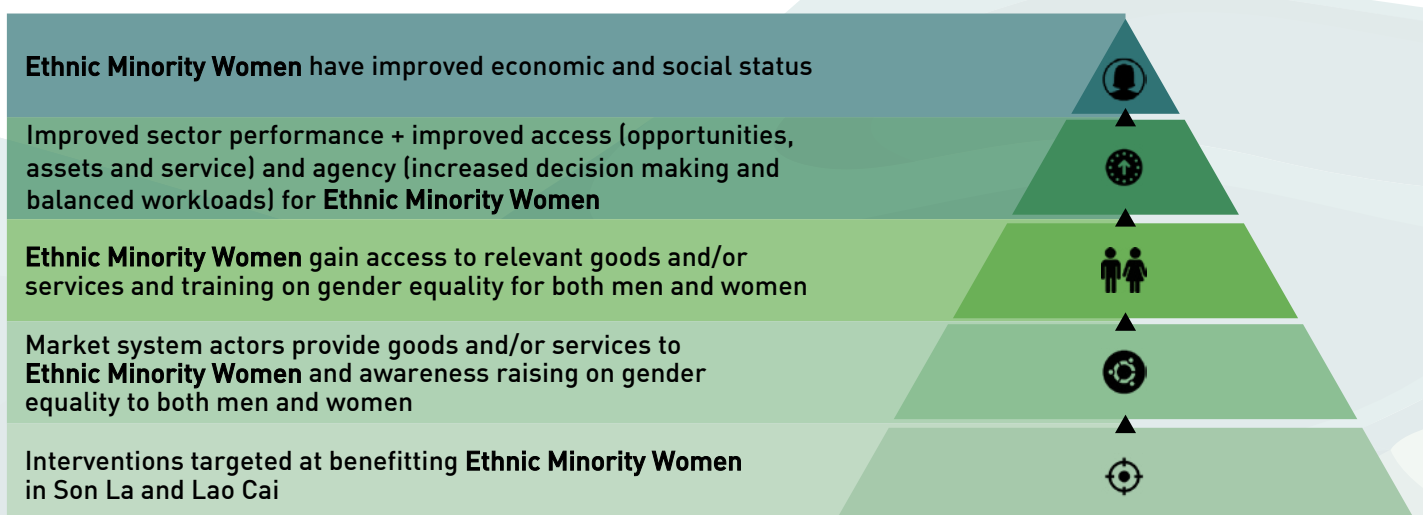 Ethnic Minority Women have improved economic and social status
Improved sector performance + improved access (opportunities,
assets and service) and agency (increased decision making and
balanced workloads) for Ethnic Minority Women
Ethnic Minority Women gain access to relevant goods and/or
services and training on gender equality for both men and women
Market system actors provide goods and/or services to
Ethnic Minority Women and awareness raising on gender
equality to both men and women
Interventions targeted at benefitting Ethnic Minority Women
in Son La and Lao Cai